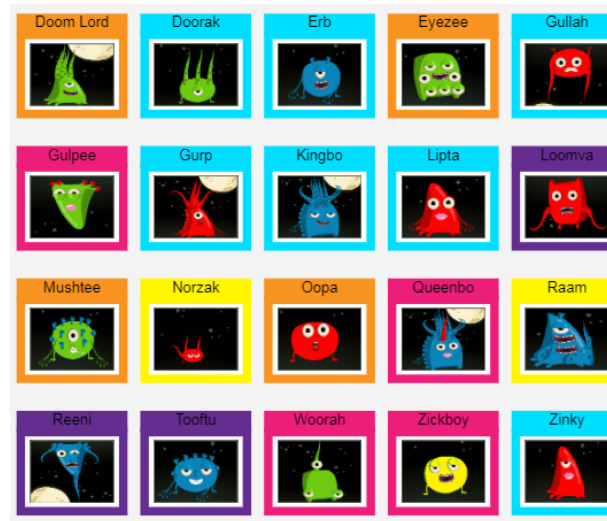 Doom Lord
Doorak
Erb
Eyezee
Gullah
Gulpee
Gurp
Kingbo
Lipta
Loomva
Mushtee
Norzak
Oopa
Queenbo
Raam
Reeni
Tooftu
Woorah
Zickboy
Zinky